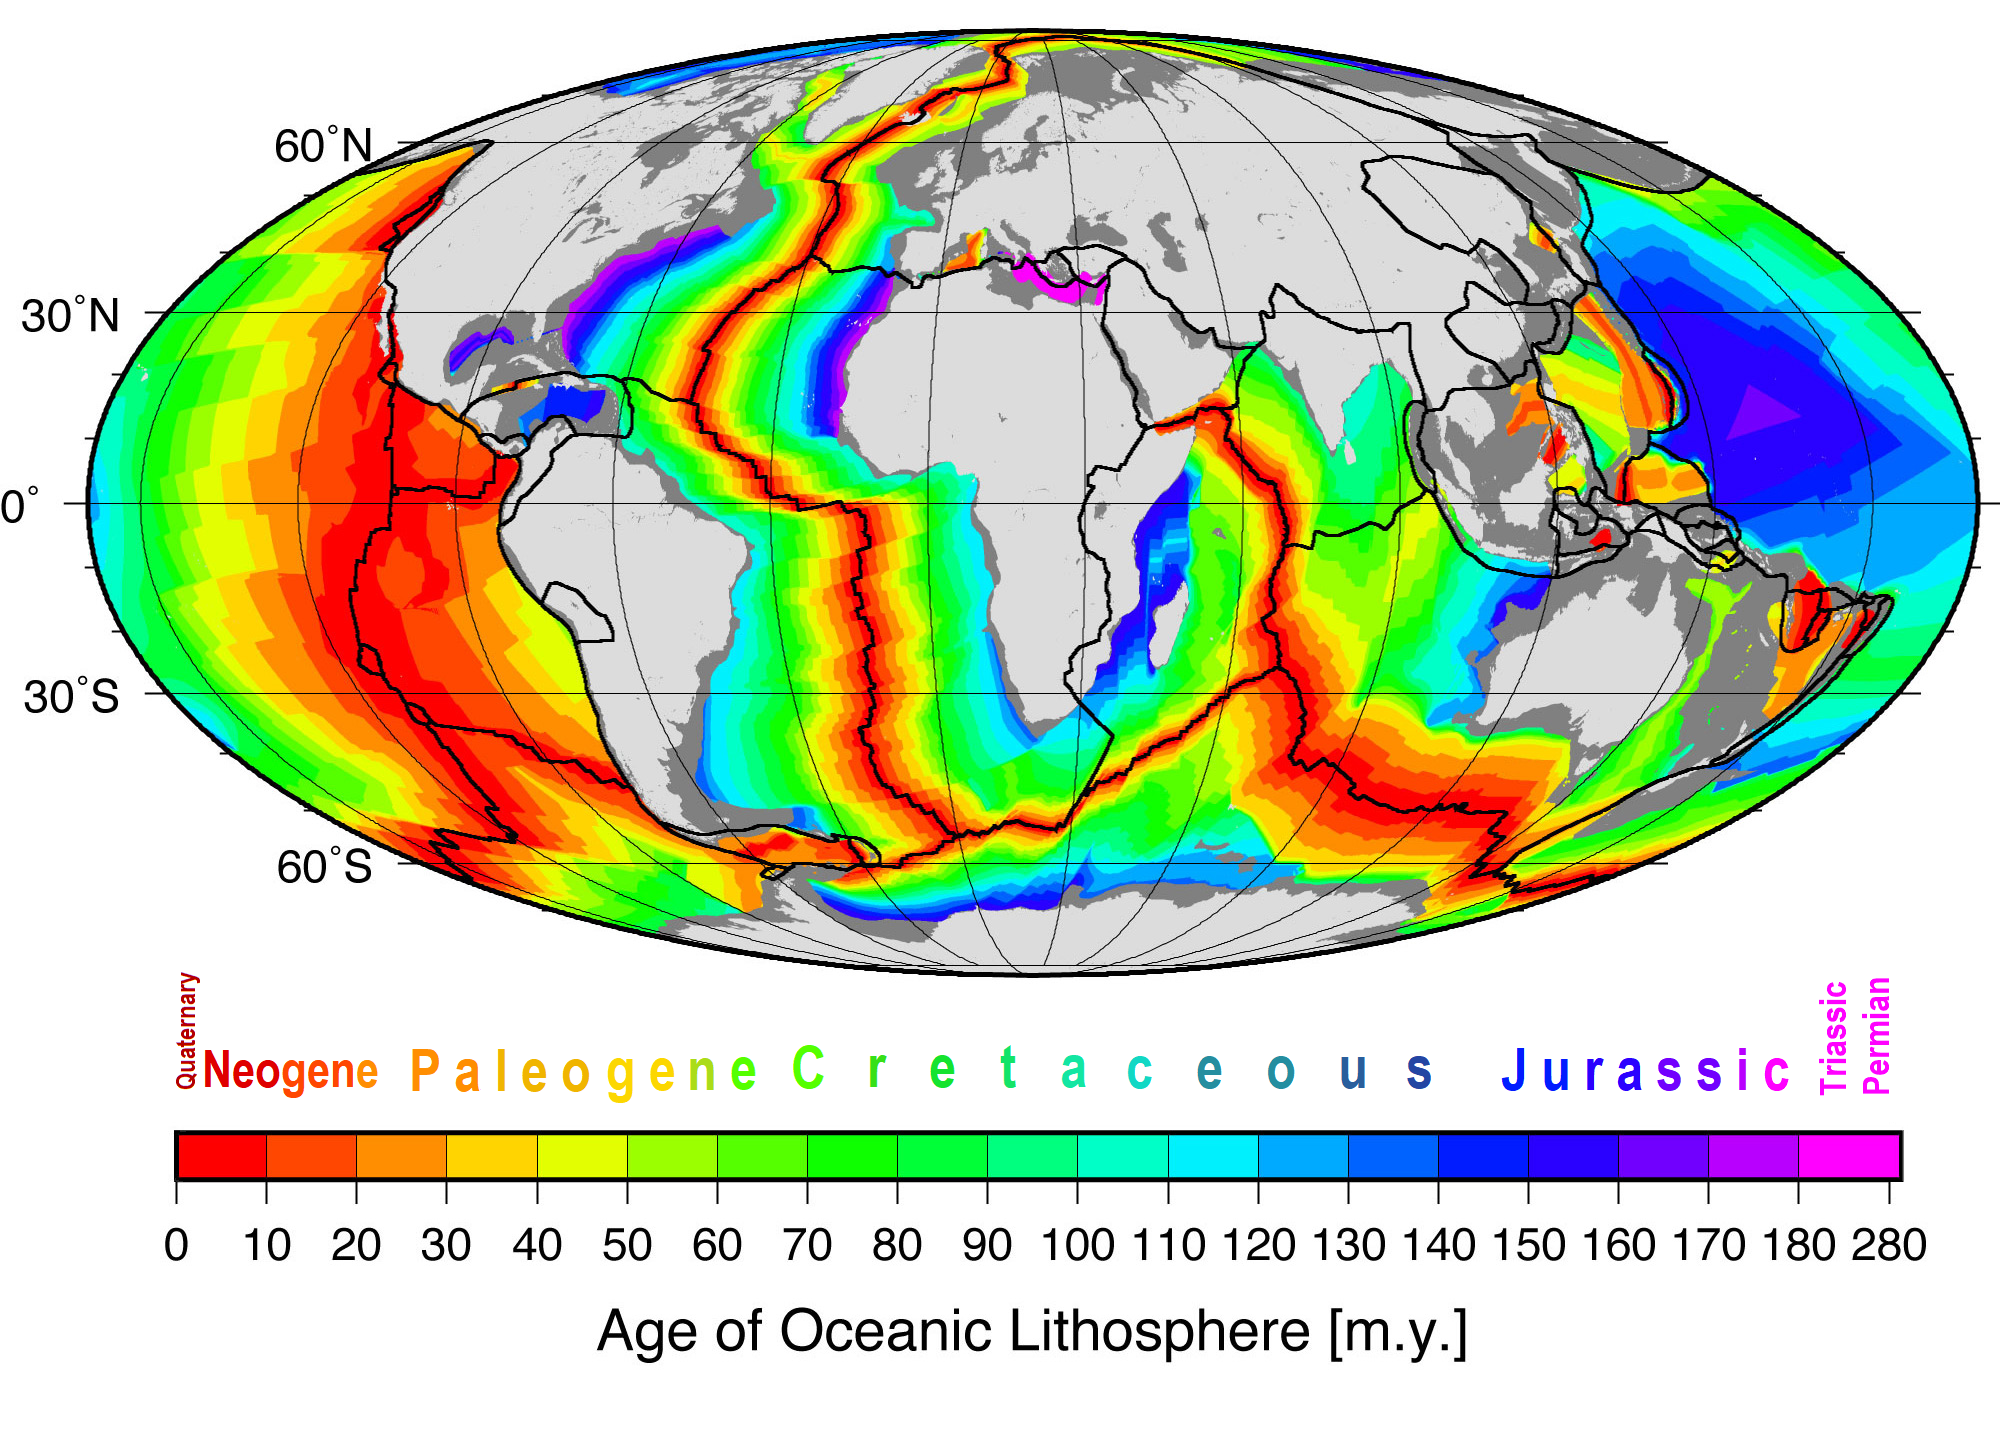 60°N
30°N
0°
30°S
60°S
Quaternary
Neogene
Paleogene
Cretaceous
Jurassic
Triassic
Permian
0 10 20 30 40 50 60 70 80 90 100 110 120 130 140 150 160 170 180 280
Age of Oceanic Lithosphere [m.y.]